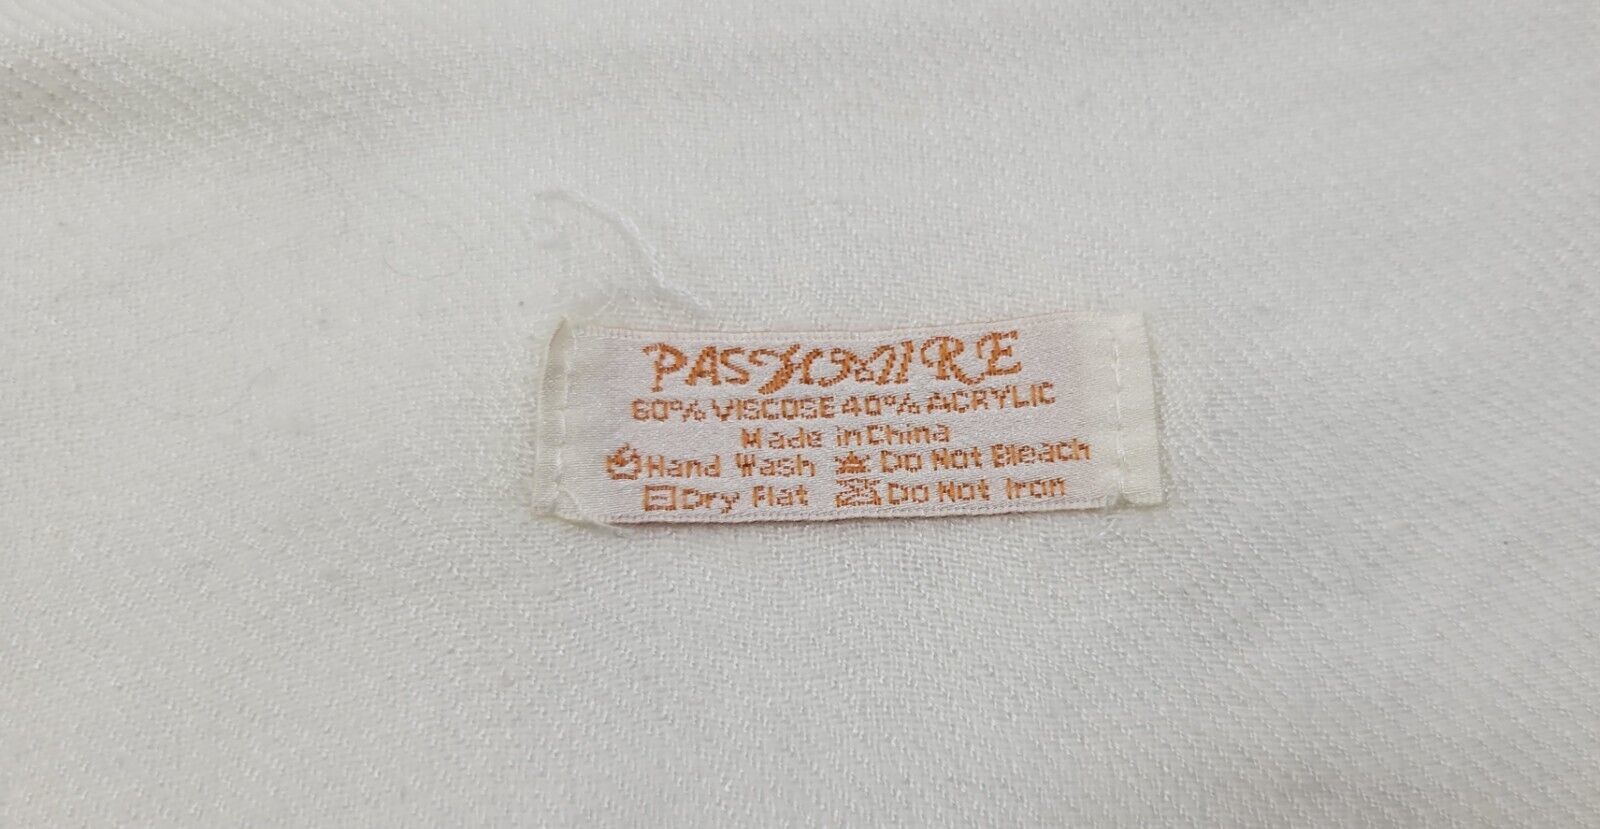 PASHMIRE
60% VISCOSE 40% ACRYLIC
Made in China
Hand Wash Do Not Bleach
Dry Flat Do Not Iron